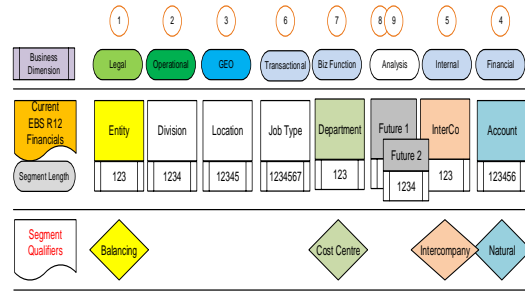 1 2 3 6 7 8 9 5 4
Business
Dimension
Legal Operational GEO Transactional Biz Function Analysis Internal Financial
Current
EBS R12
Financials
Entity Division Location Job Type Department Future 1 InterCo Account
Future 2
Segment Length
123 1234 12345 1234567 123 1234 123 123456
Segment
Qualifiers
Balancing Cost Centre Intercompany Natural